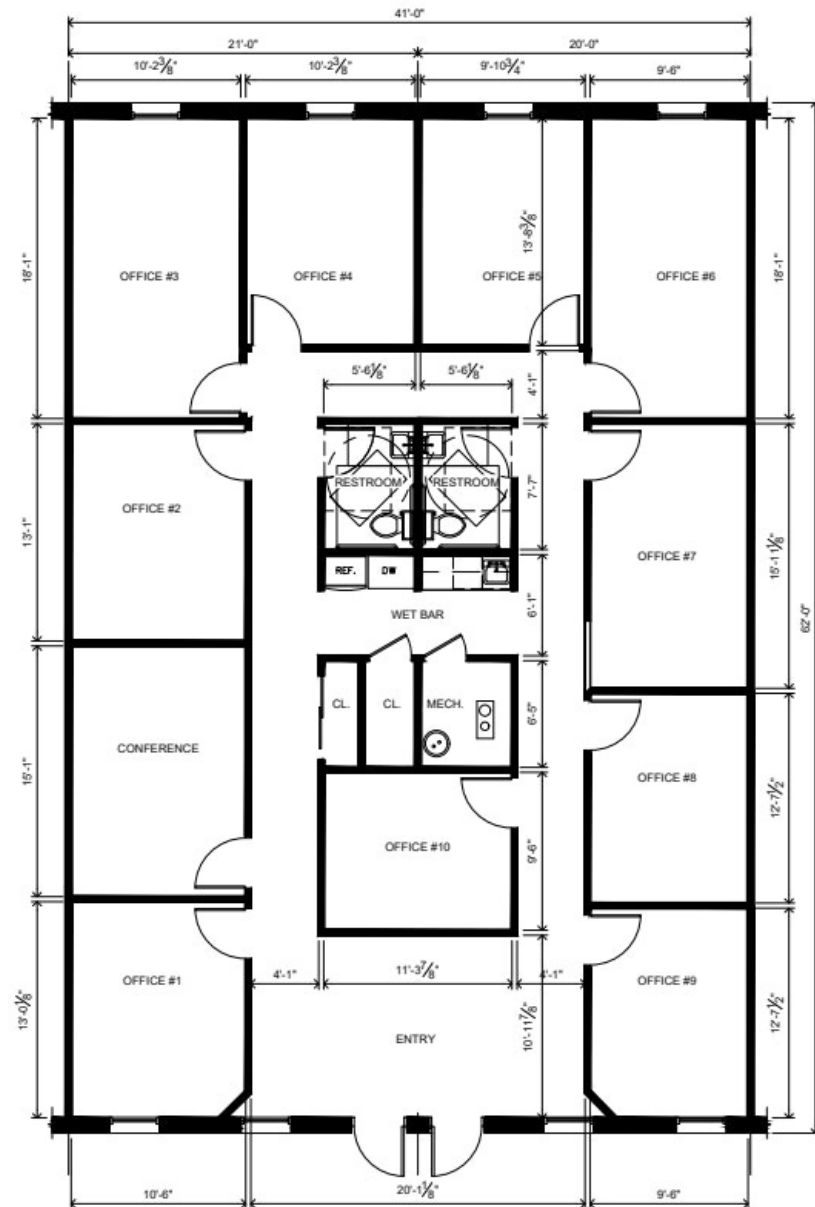 41'-0"
21'-0"
20'-0"
10'-2 3/8"
10'-2 3/8"
9'-10 3/4"
9'-6"
18'-1"
13'-8 3/8"
18'-1"
OFFICE #3
OFFICE #4
OFFICE #5
OFFICE #6
5'-6 1/8"
5'-6 1/8"
4'-1"
13'-1"
OFFICE #2
RESTROOM
RESTROOM
7'-7"
OFFICE #7
15'-11 1/8"
REF.
DW
WET BAR
6'-1"
62'-0"
CL.
CL.
MECH.
6'-5"
15'-1"
CONFERENCE
OFFICE #8
12'-7 1/2"
OFFICE #10
9'-6"
4'-1"
11'-3 7/8"
4'-1"
13'-0 1/8"
OFFICE #1
10'-11 7/8"
OFFICE #9
12'-7 1/2"
ENTRY
10'-6"
20'-1 1/8"
9'-6"